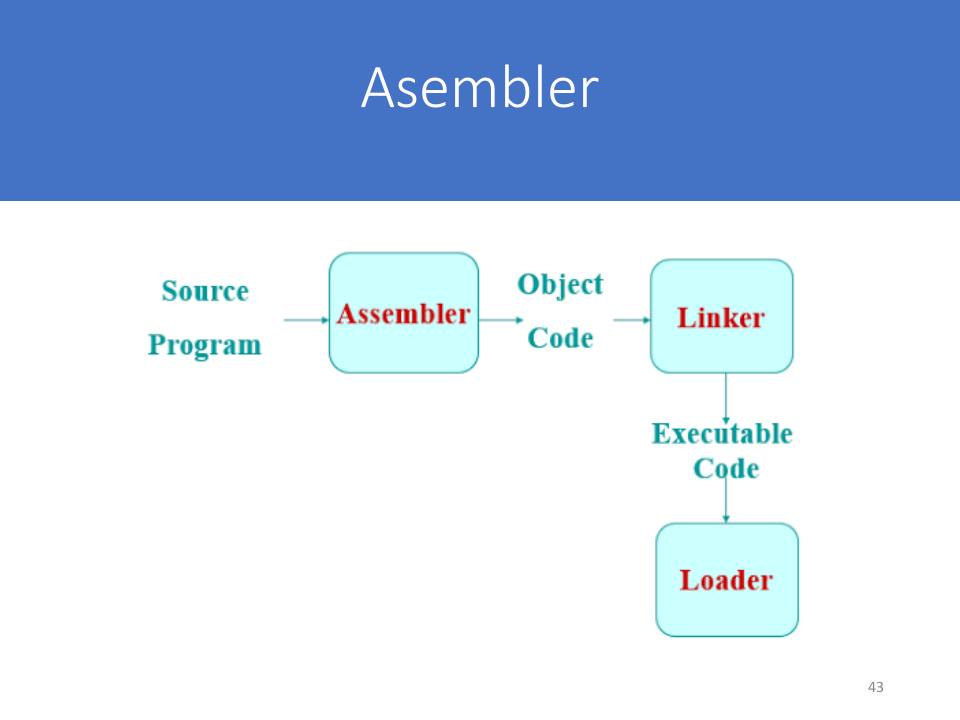 Asembler
Source
Program
Assembler
Object
Code
Linker
Executable
Code
Loader
43